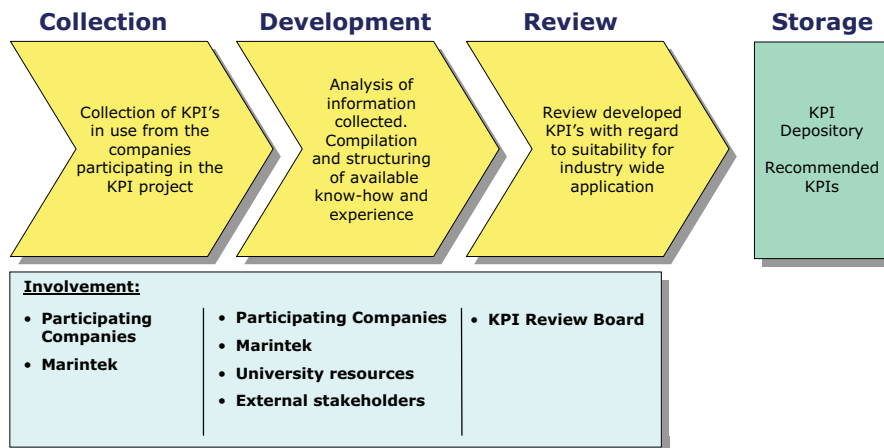 Collection
Development
Review
Storage
Collection of KPI's
in use from the
companies
participating in the
KPI project
Analysis of
information
collected.
Compilation
and structuring
of available
know-how and
experience
Review developed
KPI's with regard
to suitability for
industry wide
application
KPI
Depository
Recommended
KPIs
Involvement:
• Participating
Companies
• Marintek
• Participating Companies
• Marintek
• University resources
• External stakeholders
• KPI Review Board